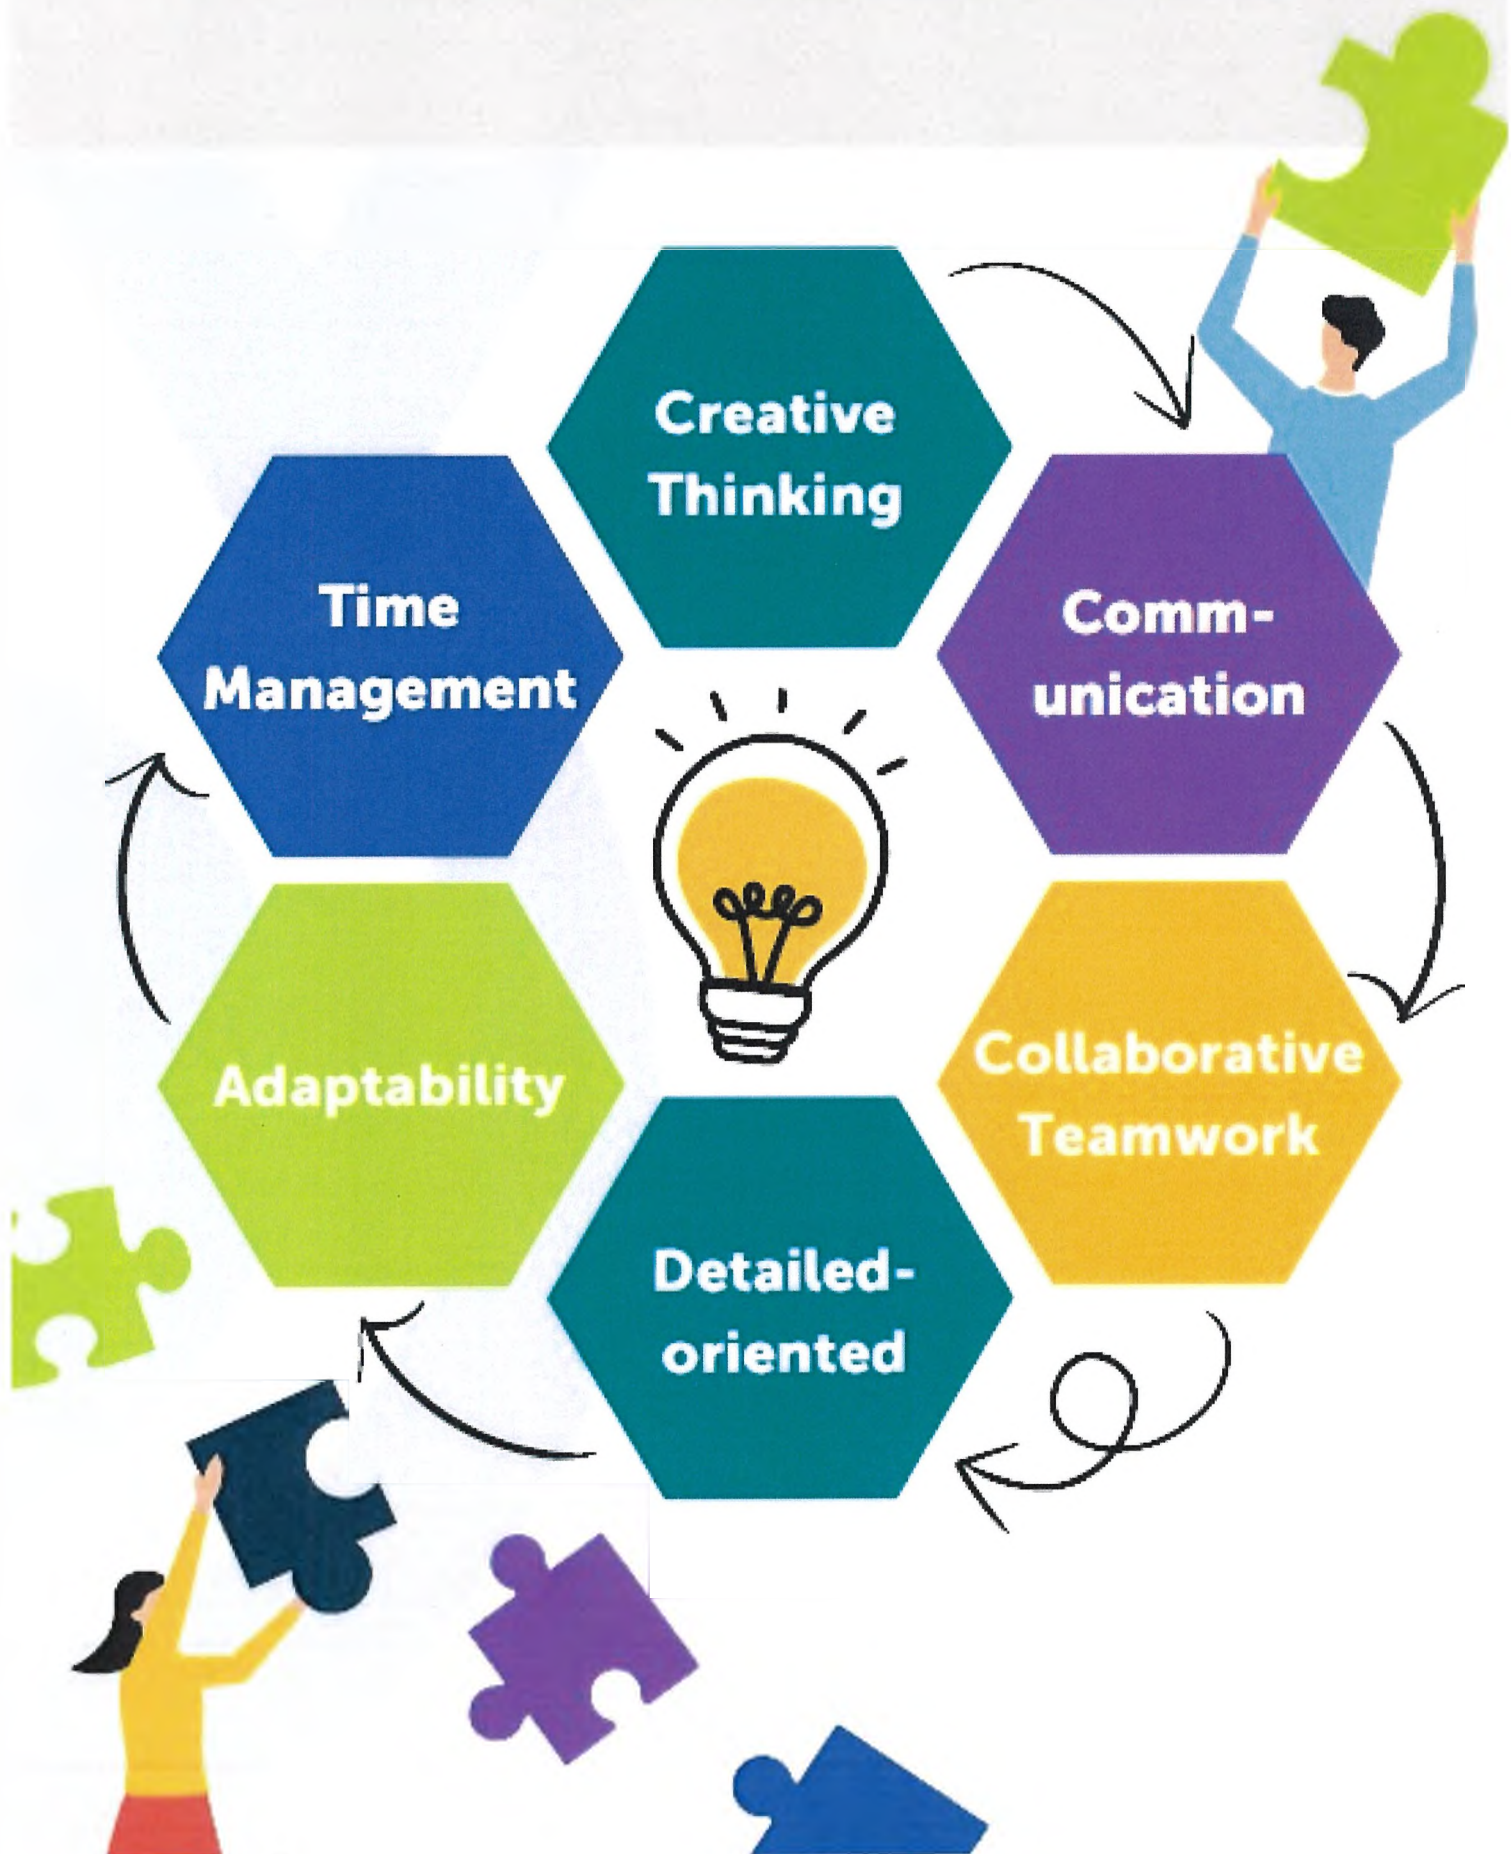 Creative
Thinking
Comm-
unication
Collaborative
Teamwork
Detailed-
oriented
Adaptability
Time
Management